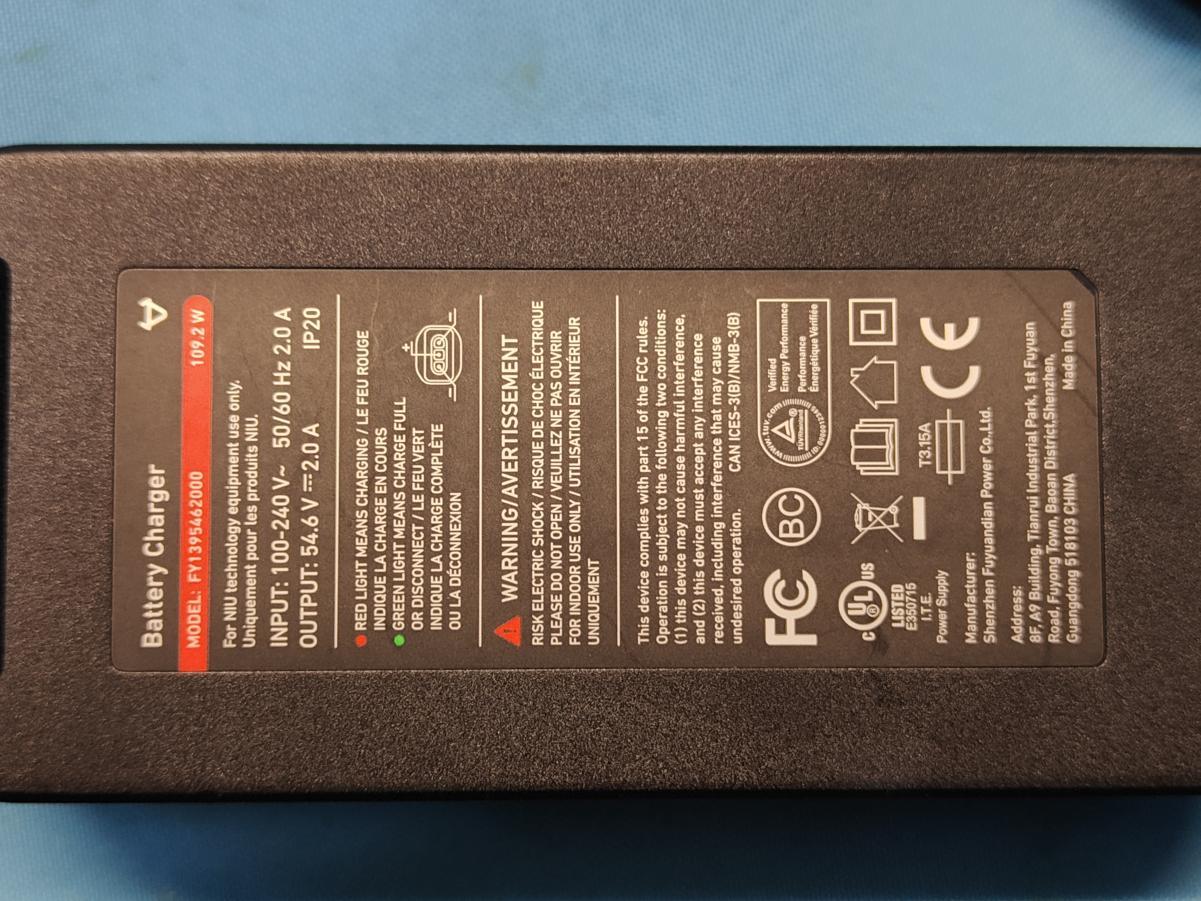 Battery Charger
MODEL: FY1395462000 109.2 W
For NIU technology equipment use only.
Uniquement pour les produits NIU.
INPUT: 100-240 V~ 50/60 Hz 2.0 A
OUTPUT: 54.6 V ⎓ 2.0 A IP20
RED LIGHT MEANS CHARGING / LE FEU ROUGE
INDIQUE LA CHARGE EN COURS
GREEN LIGHT MEANS CHARGE FULL
OR DISCONNECT / LE FEU VERT
INDIQUE LA CHARGE COMPLÈTE
OU LA DÉCONNEXION
+ − −
WARNING/AVERTISSEMENT
RISK ELECTRIC SHOCK / RISQUE DE CHOC ÉLECTRIQUE
PLEASE DO NOT OPEN / VEUILLEZ NE PAS OUVRIR
FOR INDOOR USE ONLY / UTILISATION EN INTÉRIEUR
UNIQUEMENT
This device complies with part 15 of the FCC rules.
Operation is subject to the following two conditions:
(1) this device may not cause harmful interference,
and (2) this device must accept any interference
received, including interference that may cause
undesired operation. CAN ICES-3(B)/NMB-3(B)
FC BC
www.tuv.com
TÜVRheinland
Verified
Energy Performance
Performance
Énergétique Vérifiée
c UL us
LISTED
E350716
I.T.E.
Power Supply
T3.15A
CE
Manufacturer:
Shenzhen Fuyuandian Power Co.Ltd.
Address:
8F, A9 Building, Tianrui Industrial Park, 1st Fuyuan
Road, Fuyong Town, Baoan District,Shenzhen,
Guangdong 518103 CHINA Made In China